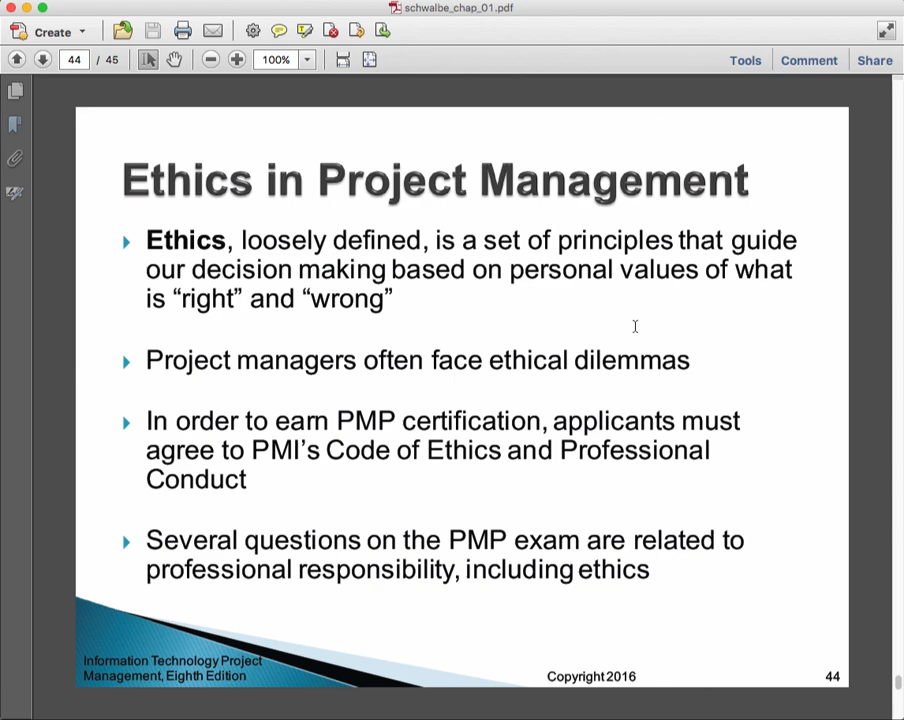 schwalbe_chap_01.pdf
Create
44 / 45
100%
Tools
Comment
Share
Ethics in Project Management
Ethics, loosely defined, is a set of principles that guide
our decision making based on personal values of what
is “right” and “wrong”
Project managers often face ethical dilemmas
In order to earn PMP certification, applicants must
agree to PMI’s Code of Ethics and Professional
Conduct
Several questions on the PMP exam are related to
professional responsibility, including ethics
Information Technology Project
Management, Eighth Edition
Copyright 2016
44